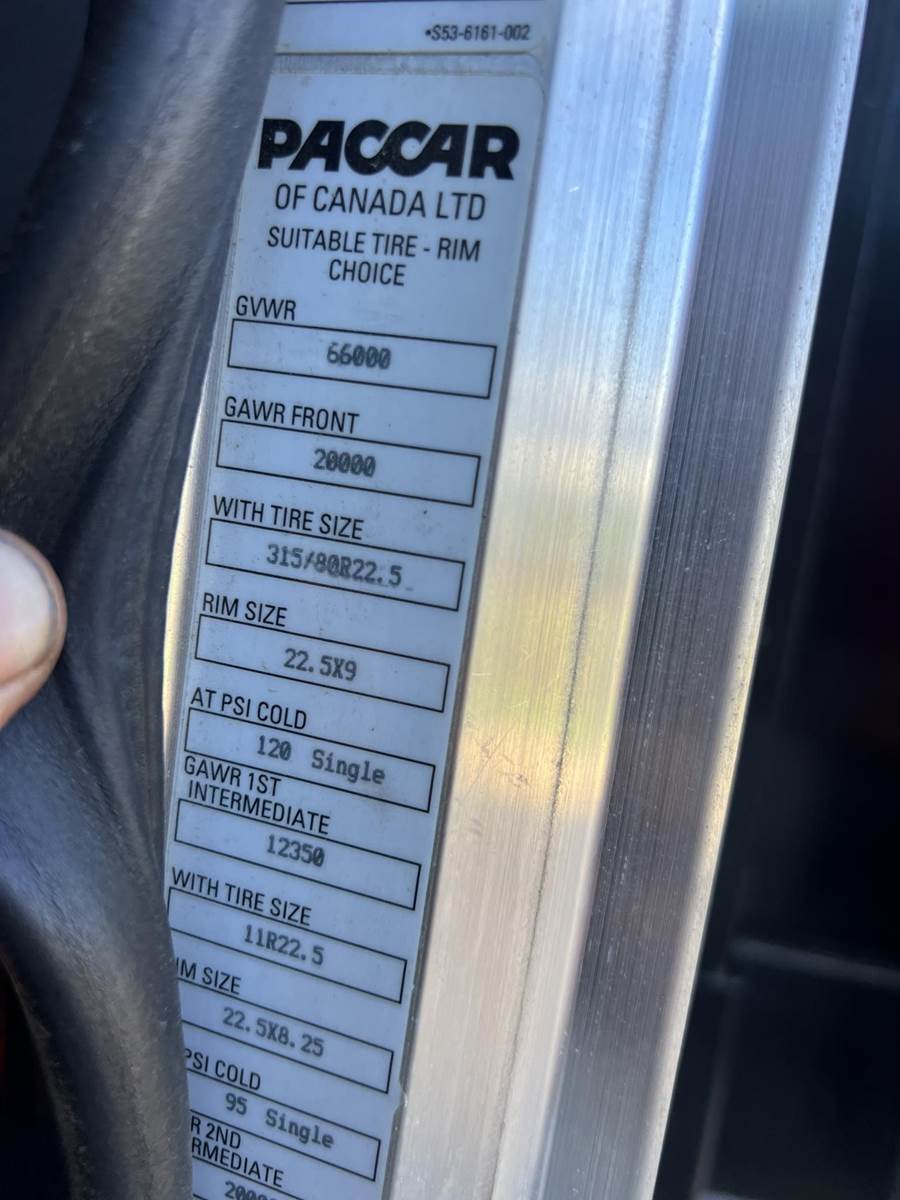 •S53-6161-002
PACCAR
OF CANADA LTD
SUITABLE TIRE - RIM
CHOICE
GVWR
66000
GAWR FRONT
20000
WITH TIRE SIZE
315/80R22.5
RIM SIZE
22.5X9
AT PSI COLD
120 Single
GAWR 1ST
INTERMEDIATE
12350
WITH TIRE SIZE
11R22.5
IM SIZE
22.5X8.25
PSI COLD
95 Single
R 2ND
RMEDIATE